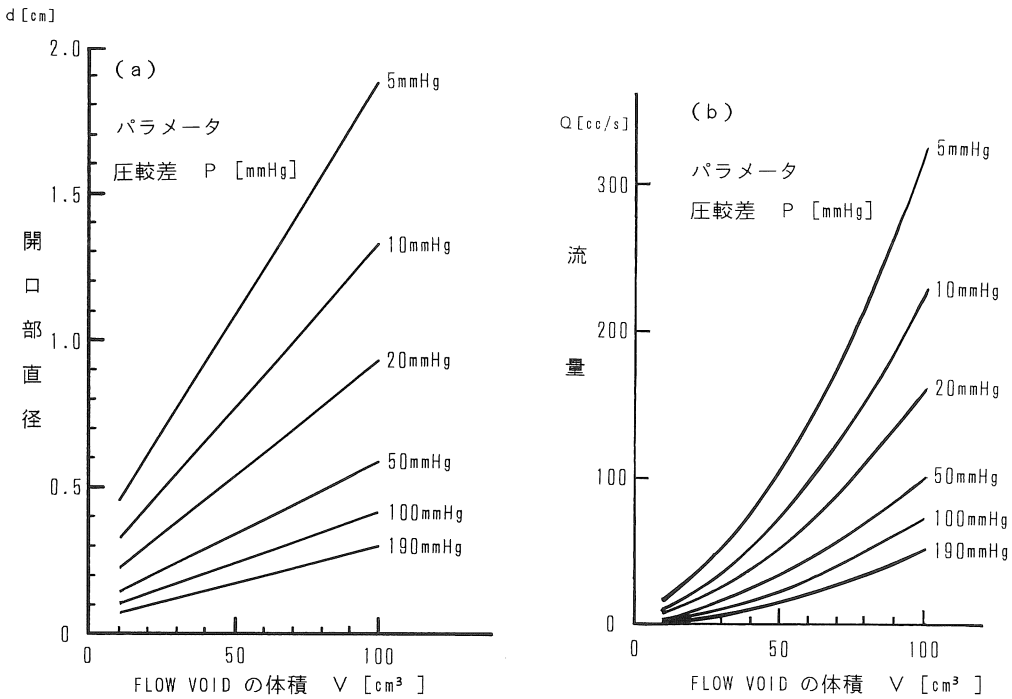 d [cm]
2.0
(a)
5mmHg
パラメータ
圧較差 P [mmHg]
1.5
開口部直径
10mmHg
1.0
20mmHg
50mmHg
0.5
100mmHg
190mmHg
0
0 50 100
FLOW VOID の体積 V [cm³ ]
Q [cc/s]
(b)
5mmHg
パラメータ
300
圧較差 P [mmHg]
流量
10mmHg
200
20mmHg
100
50mmHg
100mmHg
190mmHg
0
0 50 100
FLOW VOID の体積 V [cm³ ]